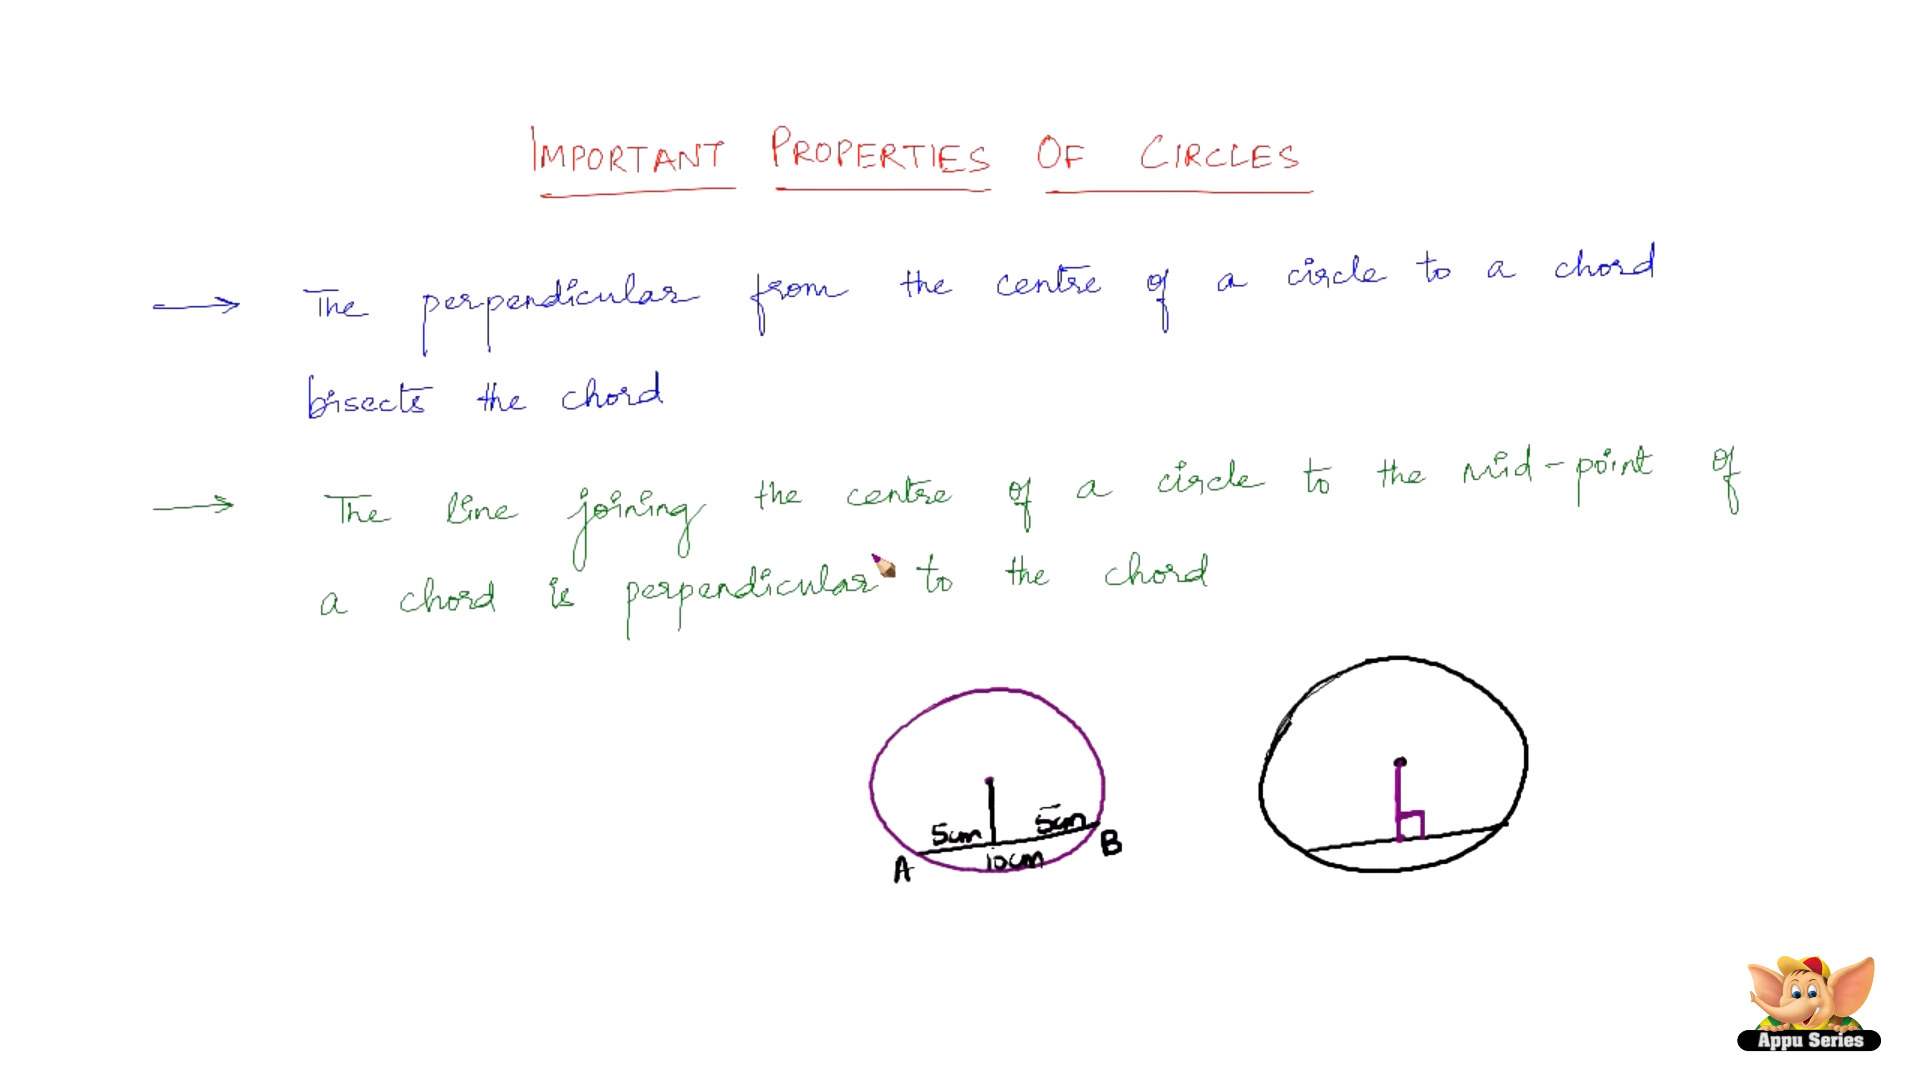 IMPORTANT PROPERTIES OF CIRCLES
→ The perpendicular from the centre of a circle to a chord
bisects the chord
→ The line joining the centre of a circle to the mid-point of
a chord is perpendicular to the chord
5cm 5cm
A 10cm B
Appu Series